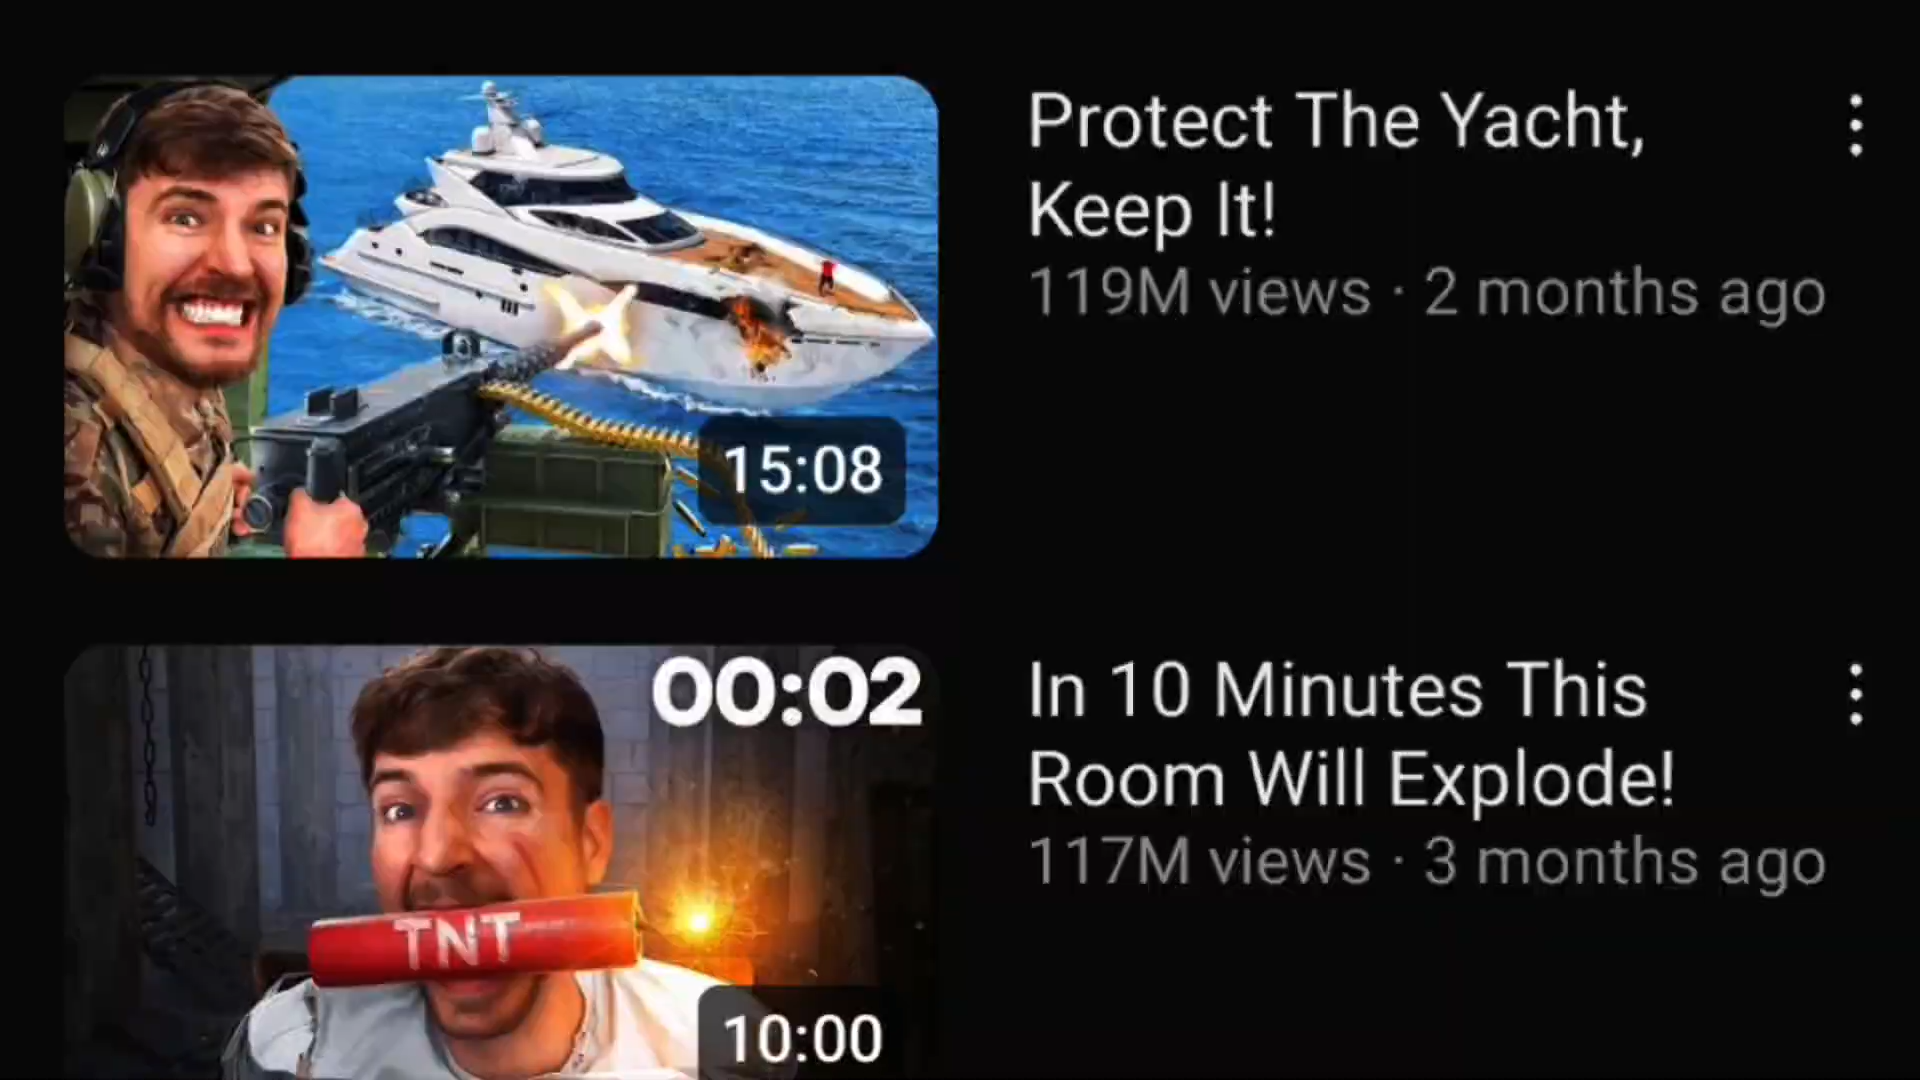 Protect The Yacht,
Keep It!
119M views · 2 months ago
15:08
00:02
In 10 Minutes This
Room Will Explode!
117M views · 3 months ago
TNT
10:00